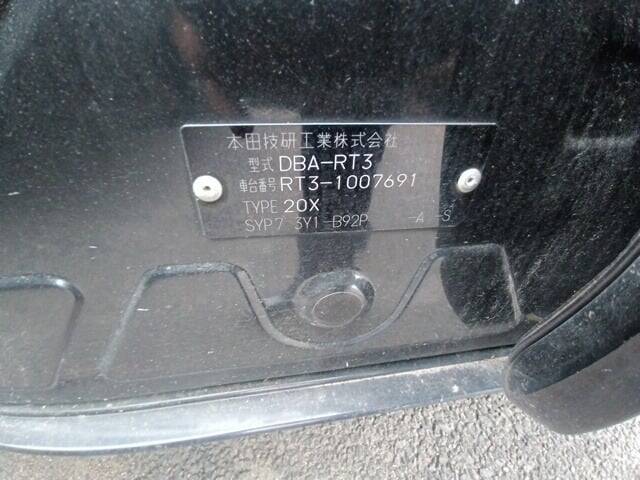 本田技研工業株式会社
型式 DBA-RT3
車台番号 RT3-1007691
TYPE 20X
SYP7 3Y1-B92P -A -S